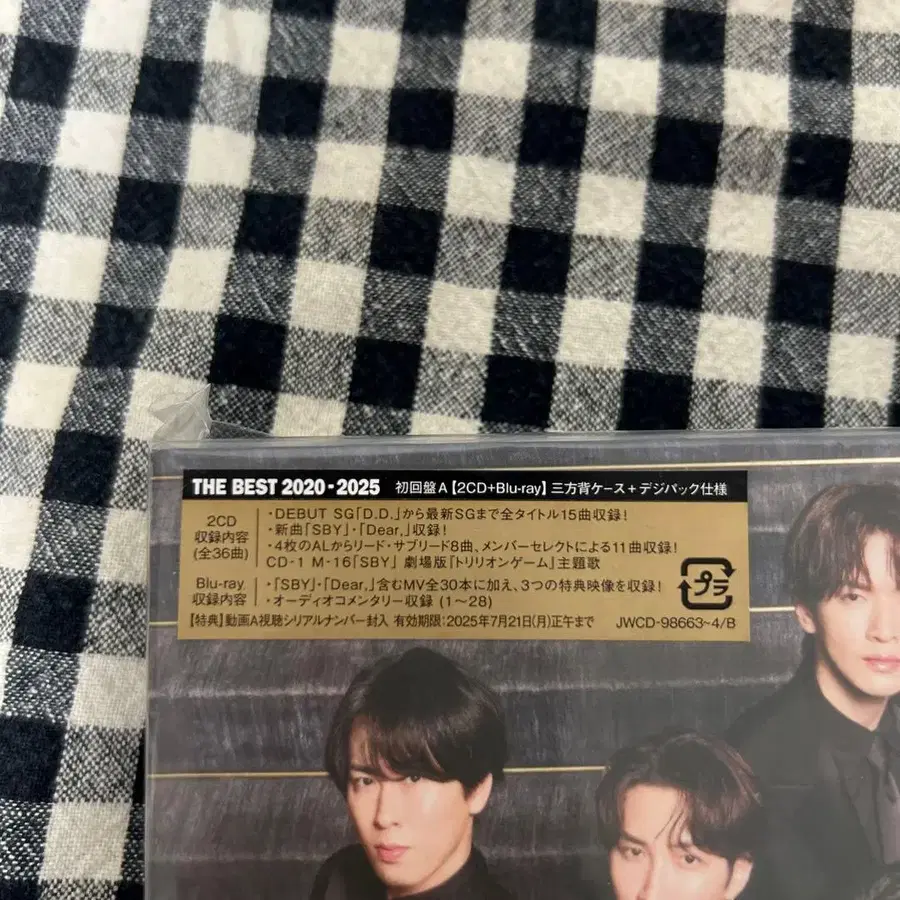 THE BEST 2020-2025 初回盤A【2CD+Blu-ray】三方背ケース+デジパック仕様
2CD
収録内容
(全36曲)
・DEBUT SG「D.D.」から最新SGまで全タイトル15曲収録!
・新曲「SBY」・「Dear,」収録!
・4枚のALからリード・サブリード8曲、メンバーセレクトによる11曲収録!
CD-1 M-16「SBY」 劇場版『トリリオンゲーム』主題歌
Blu-ray
収録内容
・「SBY」・「Dear,」含むMV全30本に加え、3つの特典映像を収録!
・オーディオコメンタリー収録 (1~28)
プラ
【特典】動画A視聴シリアルナンバー封入 有効期限:2025年7月21日(月)正午まで
JWCD-98663~4/B